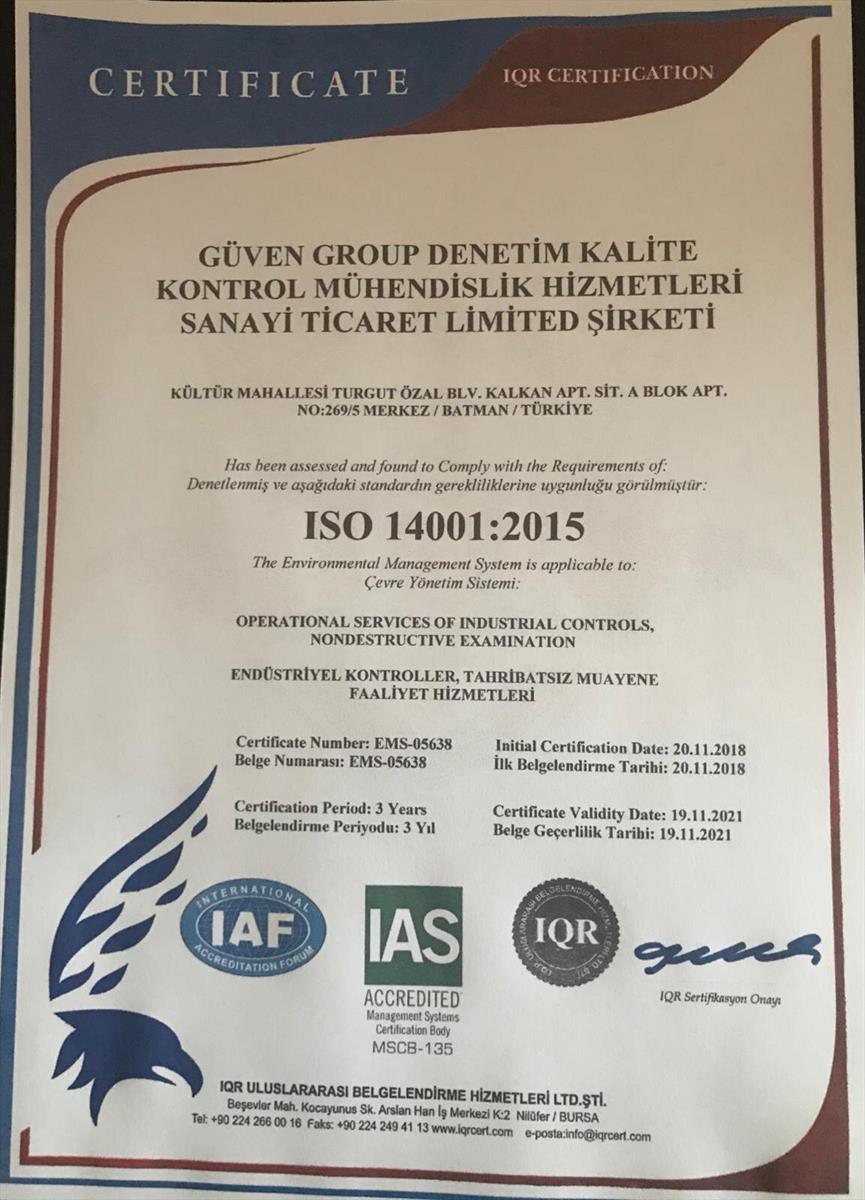 CERTIFICATE
IQR CERTIFICATION
GÜVEN GROUP DENETİM KALİTE
KONTROL MÜHENDİSLİK HİZMETLERİ
SANAYİ TİCARET LİMİTED ŞİRKETİ
KÜLTÜR MAHALLESİ TURGUT ÖZAL BLV. KALKAN APT. SİT. A BLOK APT.
NO:269/5 MERKEZ / BATMAN / TÜRKİYE
Has been assessed and found to Comply with the Requirements of:
Denetlenmiş ve aşağıdaki standardın gerekliliklerine uygunluğu görülmüştür:
ISO 14001:2015
The Environmental Management System is applicable to:
Çevre Yönetim Sistemi:
OPERATIONAL SERVICES OF INDUSTRIAL CONTROLS,
NONDESTRUCTIVE EXAMINATION
ENDÜSTRİYEL KONTROLLER, TAHRİBATSIZ MUAYENE
FAALİYET HİZMETLERİ
Certificate Number: EMS-05638
Belge Numarası: EMS-05638
Initial Certification Date: 20.11.2018
İlk Belgelendirme Tarihi: 20.11.2018
Certification Period: 3 Years
Belgelendirme Periyodu: 3 Yıl
Certificate Validity Date: 19.11.2021
Belge Geçerlilik Tarihi: 19.11.2021
INTERNATIONAL
IAF
ACCREDITATION FORUM
IAS
ACCREDITED
Management Systems
Certification Body
MSCB-135
IQR ULUSLARARASI BELGELENDİRME HİZMETLERİ LTD. ŞTİ.
IQR
IQR Sertifikasyon Onayı
IQR ULUSLARARASI BELGELENDİRME HİZMETLERİ LTD.ŞTİ.
Beşevler Mah. Kocayunus Sk. Arslan Han İş Merkezi K:2 Nilüfer / BURSA
Tel: +90 224 266 00 16 Faks: +90 224 249 41 13 www.iqrcert.com e-posta:info@iqrcert.com